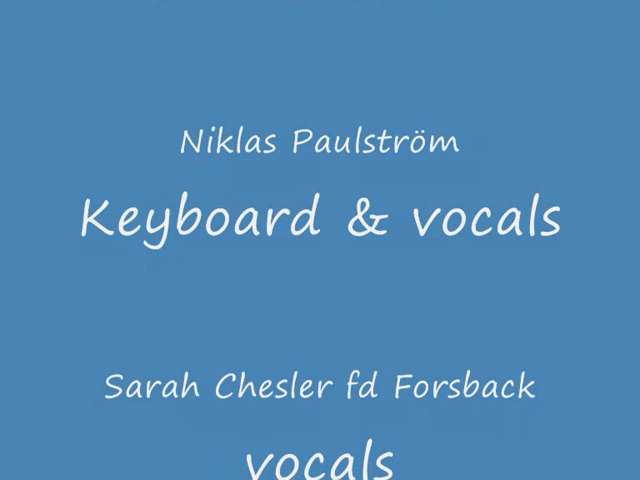 Niklas Paulström
Keyboard & vocals
Sarah Chesler fd Forsback
vocals